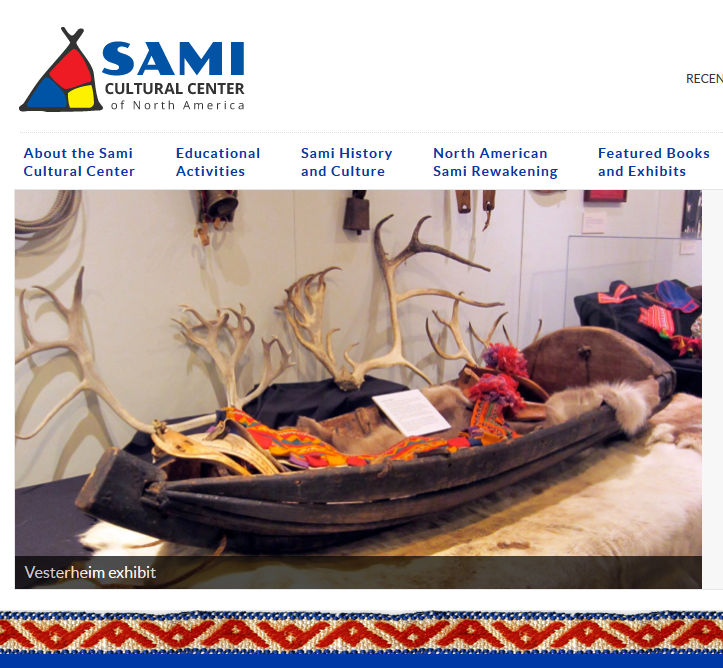 SAMI
CULTURAL CENTER
of North America
RECEN
About the Sami
Cultural Center
Educational
Activities
Sami History
and Culture
North American
Sami Rewakening
Featured Books
and Exhibits
Vesterheim exhibit